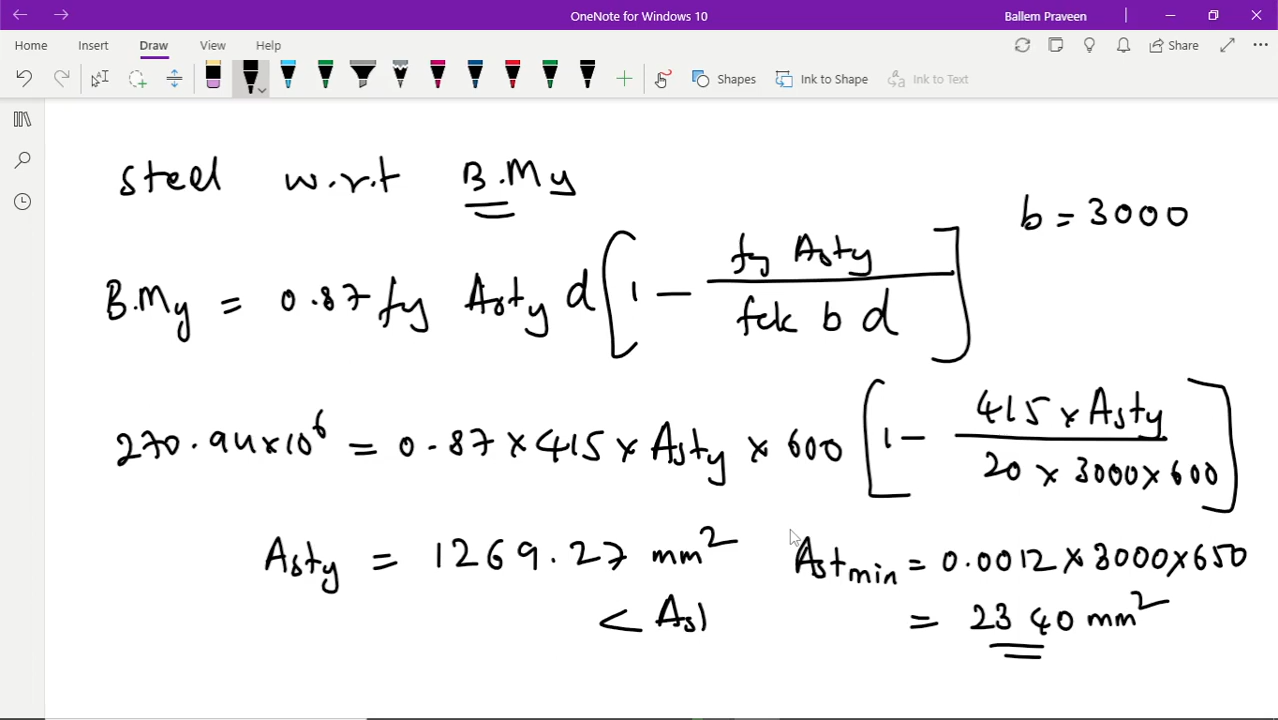 OneNote for Windows 10
Ballem Praveen
Home Insert Draw View Help
Share
Shapes Ink to Shape Ink to Text
steel w.r.t B.My
b = 3000
B.My = 0.87 fy Asty d [ 1 - fy Asty / fck b d ]
270.94×10⁶ = 0.87 × 415 × Asty × 600 [ 1 - 415 × Asty / 20 × 3000 × 600 ]
Asty = 1269.27 mm² Astmin = 0.0012 × 3000 × 650
< As = 2340 mm²